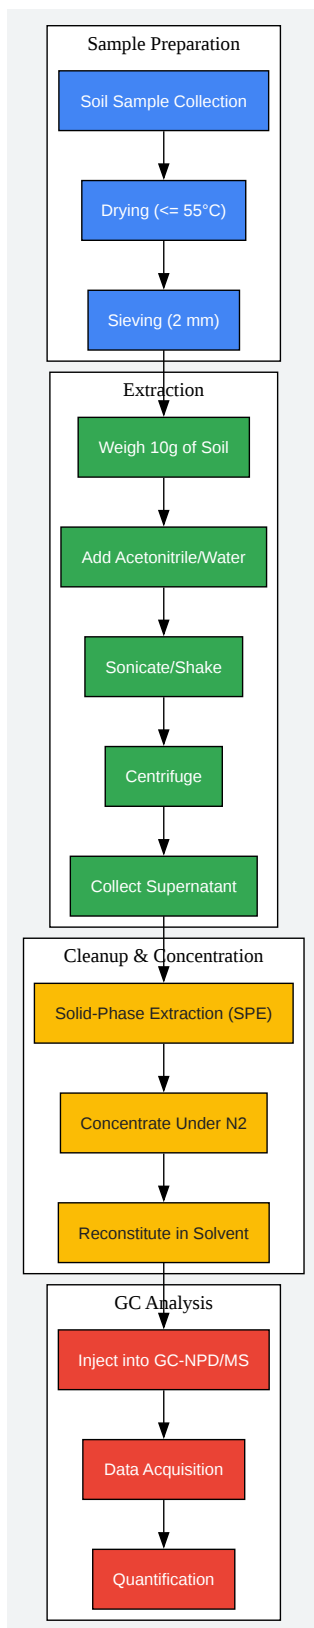 Sample Preparation
Soil Sample Collection
Drying (<= 55°C)
Sieving (2 mm)
Extraction
Weigh 10g of Soil
Add Acetonitrile/Water
Sonicate/Shake
Centrifuge
Collect Supernatant
Cleanup & Concentration
Solid-Phase Extraction (SPE)
Concentrate Under N2
Reconstitute in Solvent
GC Analysis
Inject into GC-NPD/MS
Data Acquisition
Quantification